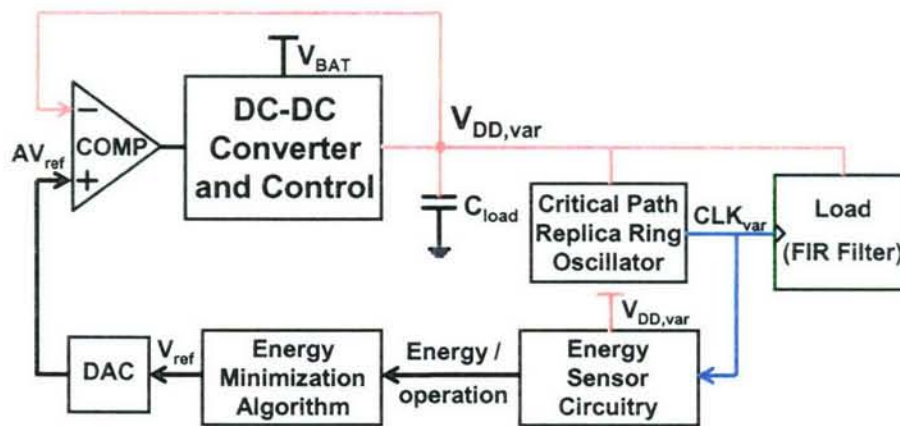 V_BAT
DC-DC
Converter
and Control
−
COMP
+
AV_ref
V_DD,var
C_load
Critical Path
Replica Ring
Oscillator
CLK_var
Load
(FIR Filter)
V_DD,var
DAC
V_ref
Energy
Minimization
Algorithm
Energy /
operation
Energy
Sensor
Circuitry